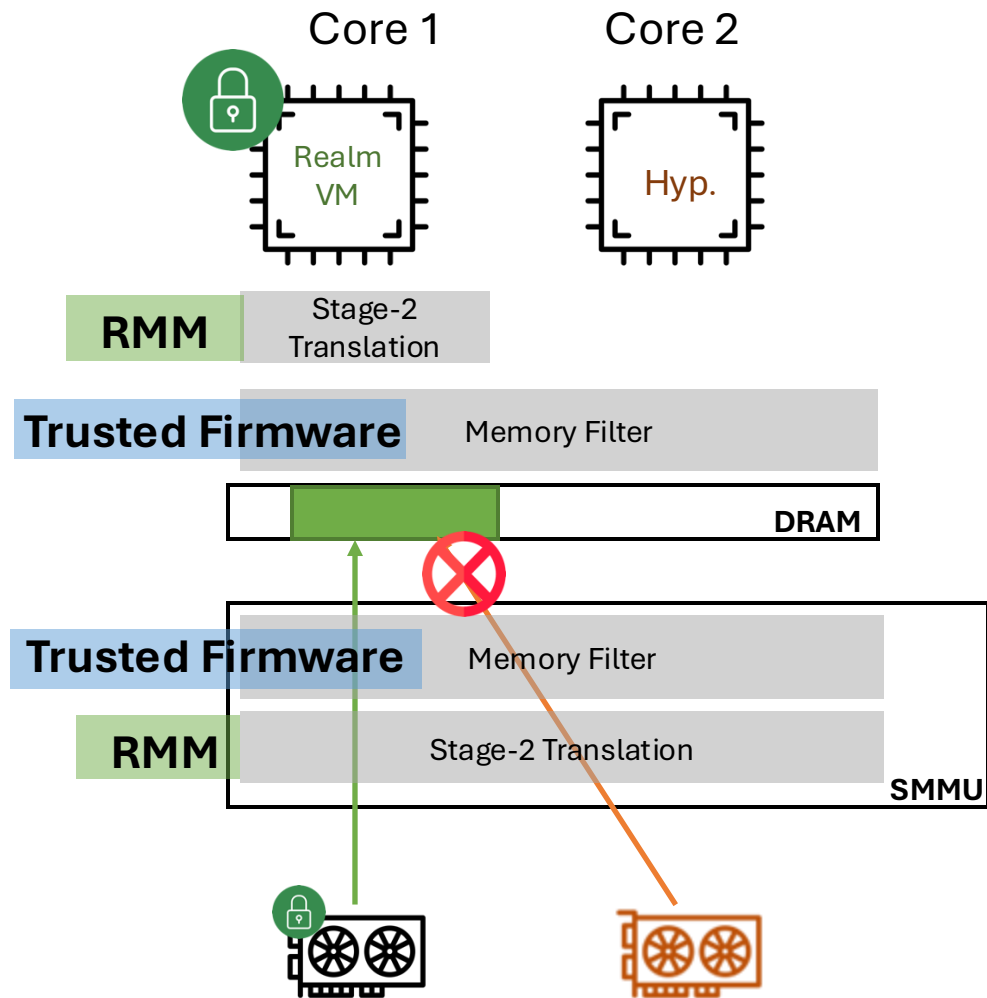 Core 1
Core 2
Realm
VM
Hyp.
RMM
Stage-2
Translation
Trusted Firmware
Memory Filter
DRAM
Trusted Firmware
Memory Filter
RMM
Stage-2 Translation
SMMU